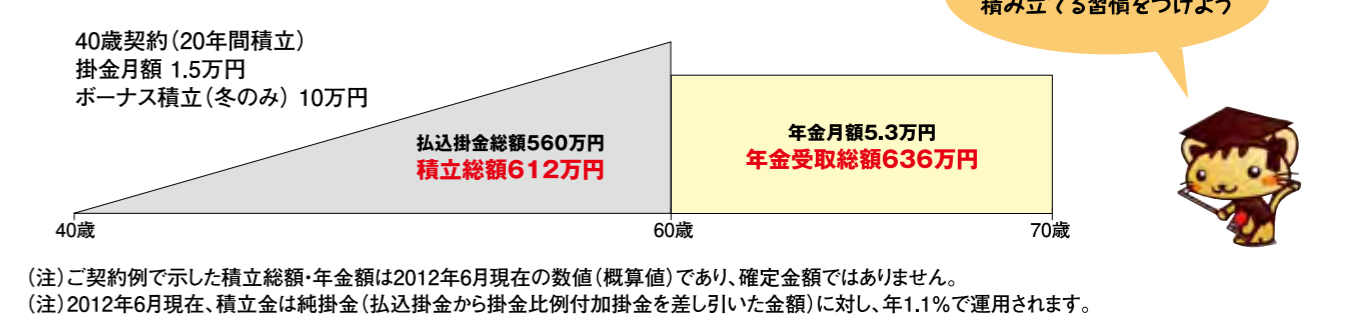 積み立てる習慣をつけよう
40歳契約（20年間積立）
掛金月額 1.5万円
ボーナス積立（冬のみ） 10万円
払込掛金総額560万円
積立総額612万円
年金月額5.3万円
年金受取総額636万円
40歳
60歳
70歳
（注）ご契約例で示した積立総額・年金額は2012年6月現在の数値（概算値）であり、確定金額ではありません。
（注）2012年6月現在、積立金は純掛金（払込掛金から掛金比例付加掛金を差し引いた金額）に対し、年1.1％で運用されます。